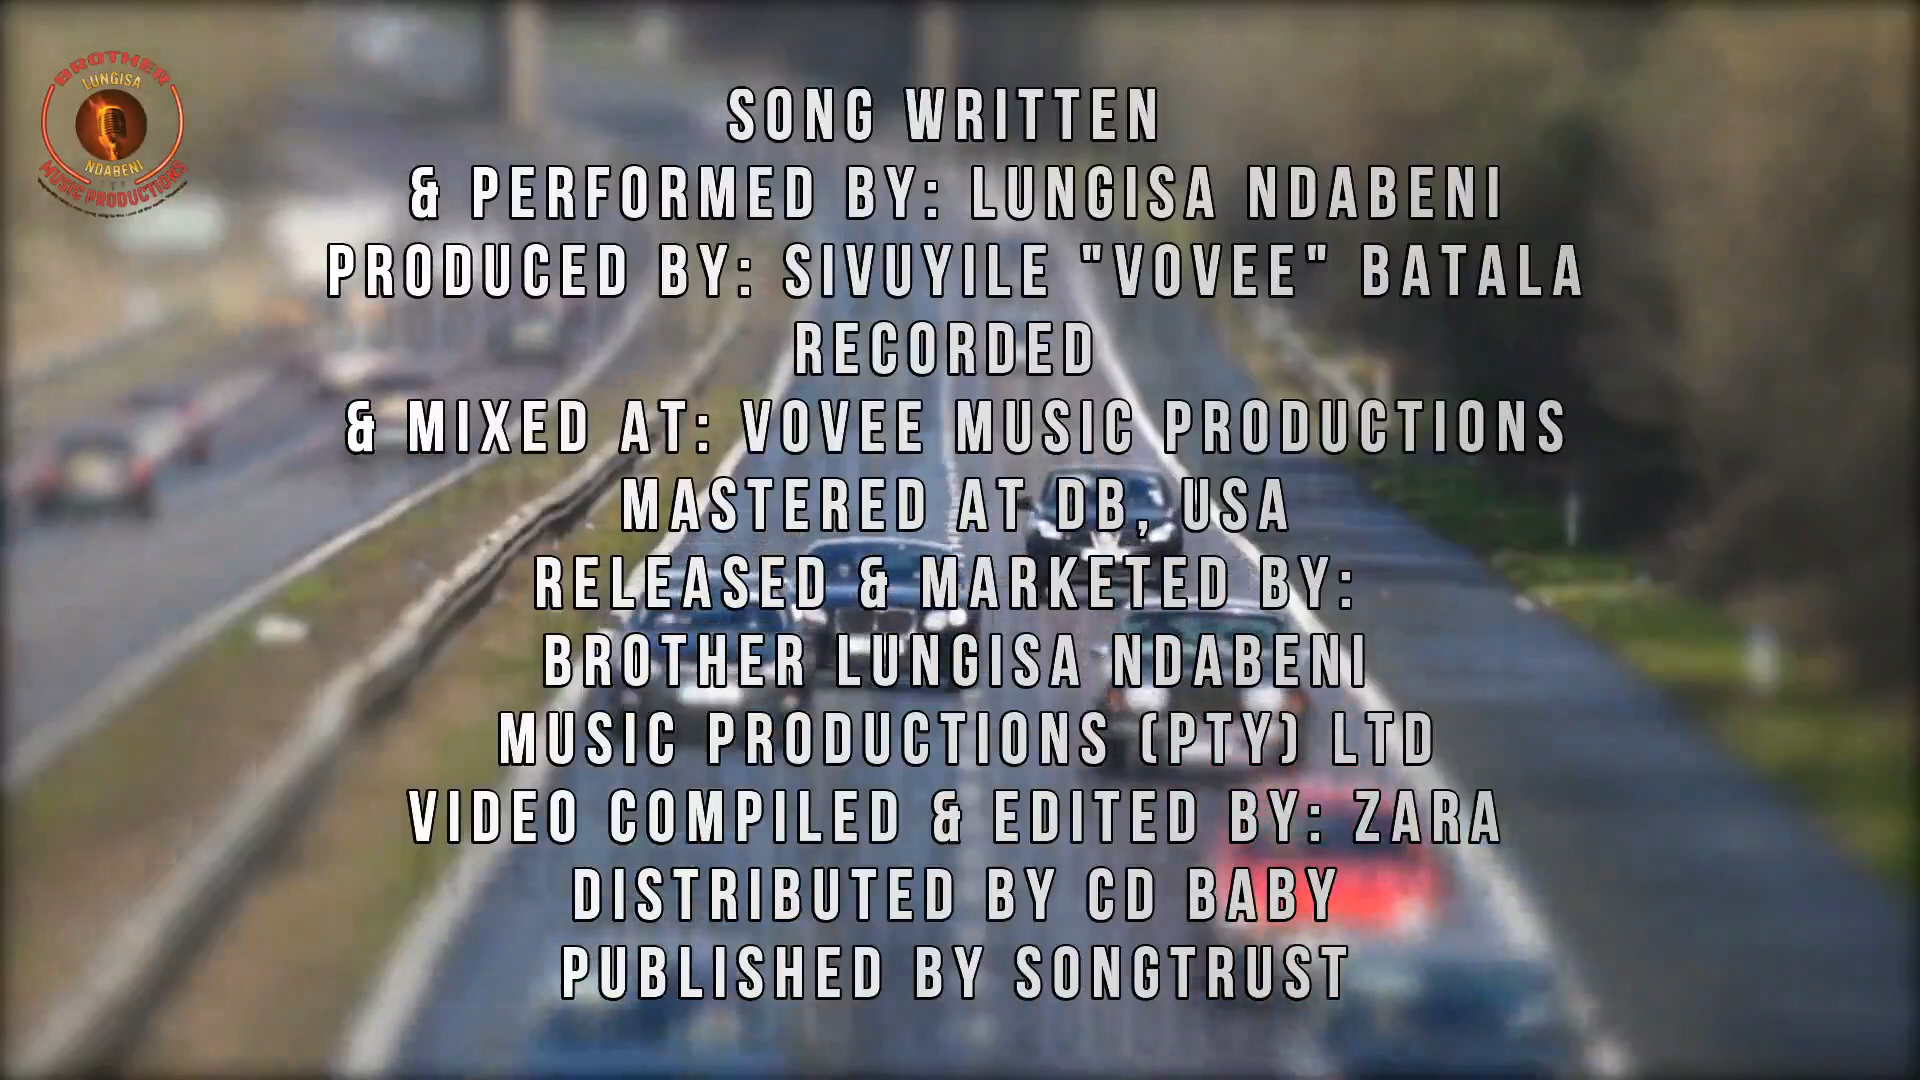 BROTHER
LUNGISA
NDABENI
MUSIC PRODUCTIONS
SONG WRITTEN
& PERFORMED BY: LUNGISA NDABENI
PRODUCED BY: SIVUYILE "VOVEE" BATALA
RECORDED
& MIXED AT: VOVEE MUSIC PRODUCTIONS
MASTERED AT DB, USA
RELEASED & MARKETED BY:
BROTHER LUNGISA NDABENI
MUSIC PRODUCTIONS (PTY) LTD
VIDEO COMPILED & EDITED BY: ZARA
DISTRIBUTED BY CD BABY
PUBLISHED BY SONGTRUST